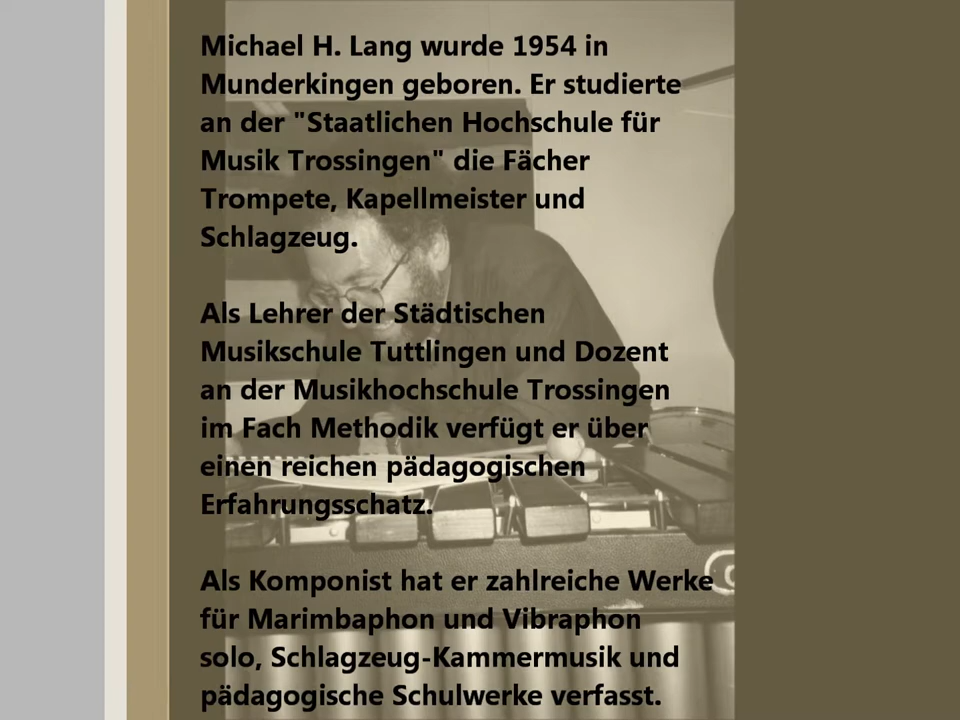 Michael H. Lang wurde 1954 in
Munderkingen geboren. Er studierte
an der "Staatlichen Hochschule für
Musik Trossingen" die Fächer
Trompete, Kapellmeister und
Schlagzeug.
Als Lehrer der Städtischen
Musikschule Tuttlingen und Dozent
an der Musikhochschule Trossingen
im Fach Methodik verfügt er über
einen reichen pädagogischen
Erfahrungsschatz.
Als Komponist hat er zahlreiche Werke
für Marimbaphon und Vibraphon
solo, Schlagzeug-Kammermusik und
pädagogische Schulwerke verfasst.